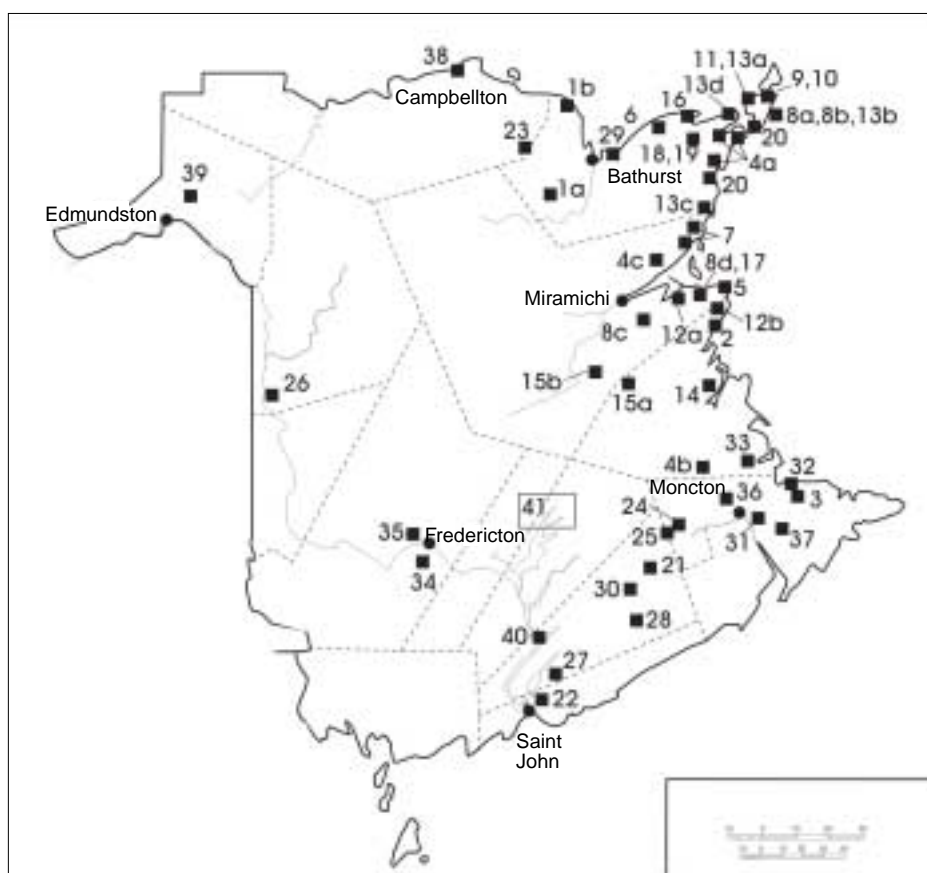 38
11,13a
9,10
Campbellton
1b
16
13d
8a,8b,13b
6
23
29
18,19
20
4a
Bathurst
39
1a
20
Edmundston
13c
7
4c
8d,17
Miramichi
5
12a
12b
8c
2
15b
26
15a
14
33
4b
32
Moncton
36
3
41
24
35
Fredericton
25
31
37
34
21
30
28
40
27
22
Saint
John